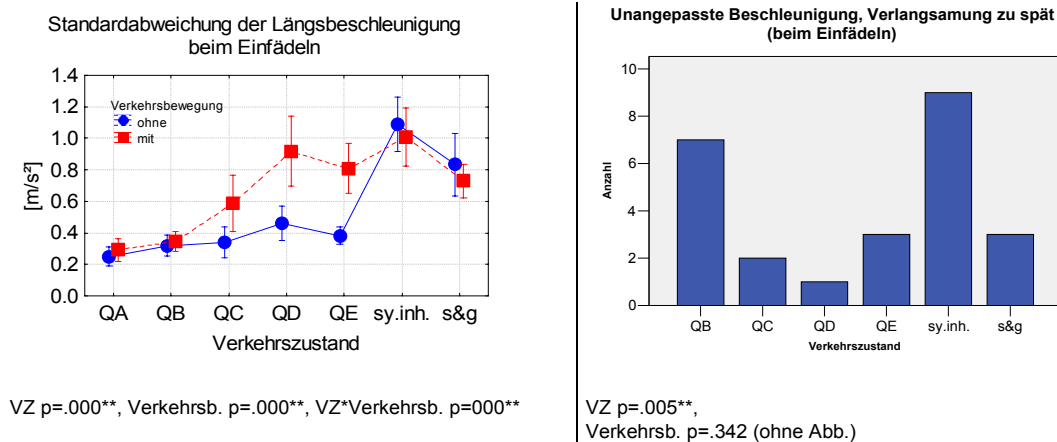 Standardabweichung der Längsbeschleunigung
beim Einfädeln
1.4
1.2
1.0
0.8
0.6
0.4
0.2
0.0
[m/s²]
Verkehrsbewegung
ohne
mit
QA QB QC QD QE sy.inh. s&g
Verkehrszustand
VZ p=.000**, Verkehrsb. p=.000**, VZ*Verkehrsb. p=000**
Unangepasste Beschleunigung, Verlangsamung zu spät
(beim Einfädeln)
10
8
6
4
2
0
Anzahl
QB QC QD QE sy.inh. s&g
Verkehrszustand
VZ p=.005**,
Verkehrsb. p=.342 (ohne Abb.)